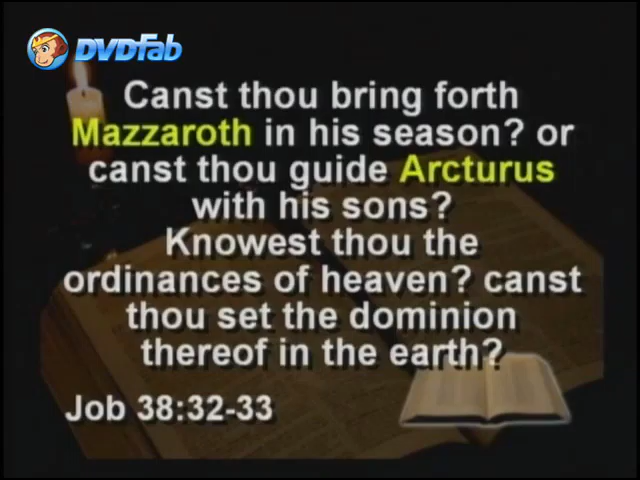 DVDFab
Canst thou bring forth
Mazzaroth in his season? or
canst thou guide Arcturus
with his sons?
Knowest thou the
ordinances of heaven? canst
thou set the dominion
thereof in the earth?
Job 38:32-33